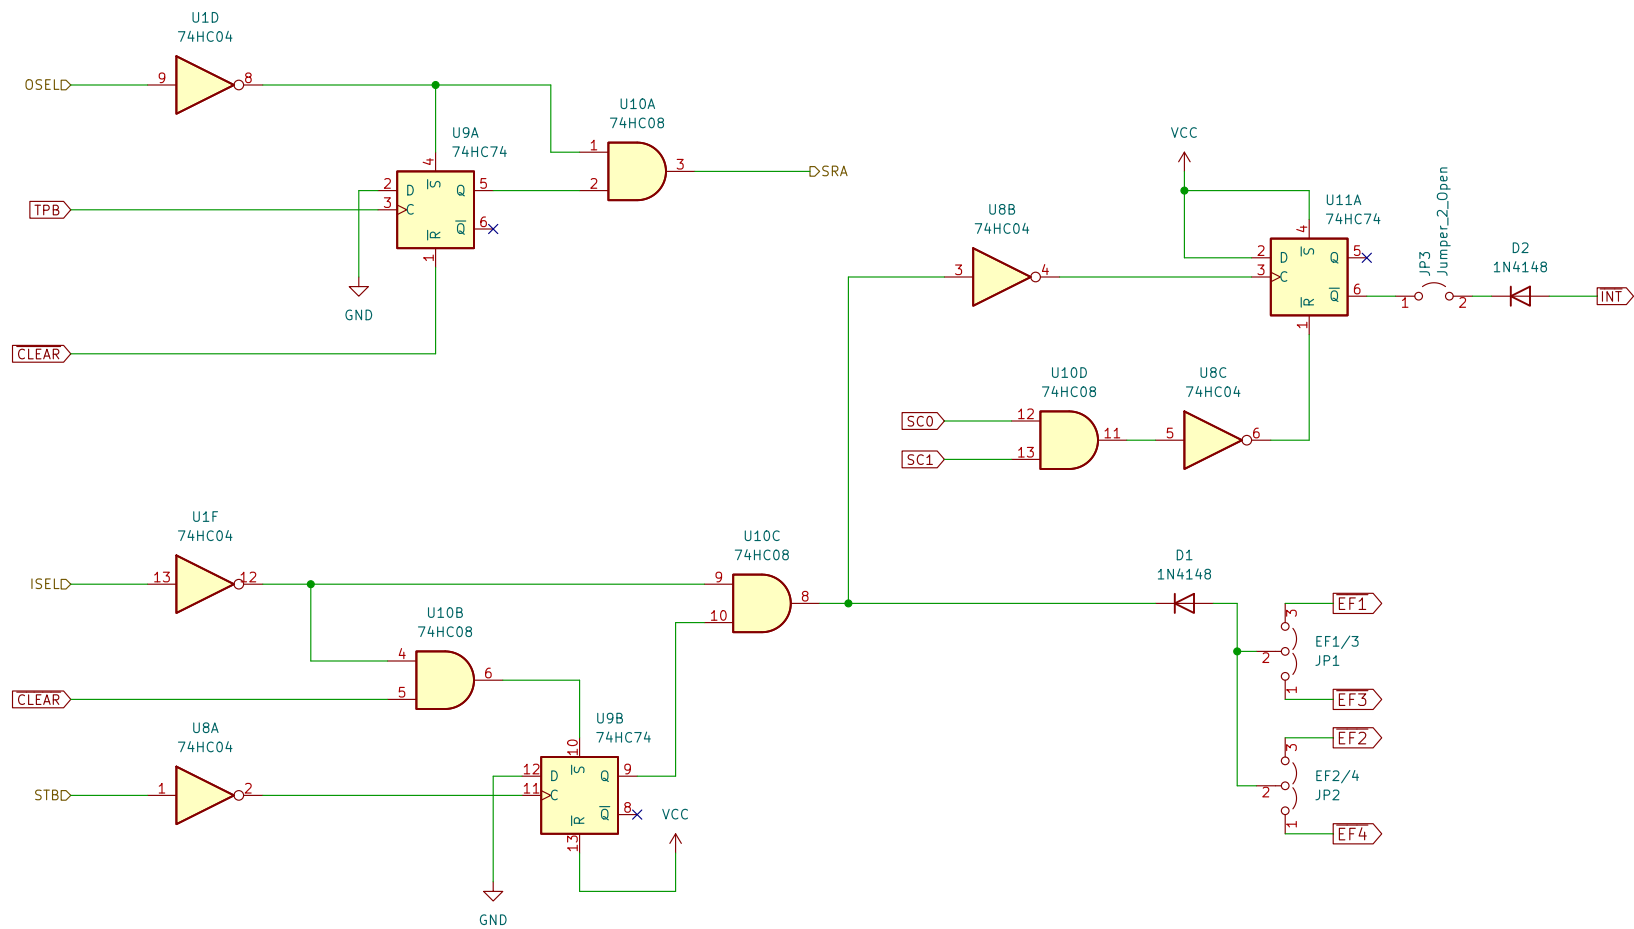 U1D
74HC04
OSEL
9
8
U10A
74HC08
1
2
3
SRA
U9A
74HC74
4
2
D
S
Q
5
3
C
Q
6
R
1
TPB
GND
CLEAR
VCC
U8B
74HC04
3
4
U11A
74HC74
4
2
D
S
Q
5
3
C
Q
6
R
1
JP3
Jumper_2_Open
1
2
D2
1N4148
INT
U10D
74HC08
SC0
12
SC1
13
11
U8C
74HC04
5
6
U1F
74HC04
ISEL
13
12
U10C
74HC08
9
10
8
D1
1N4148
U10B
74HC08
4
5
6
CLEAR
U8A
74HC04
STB
1
2
U9B
74HC74
10
12
D
S
Q
9
11
C
Q
8
R
13
VCC
GND
EF1
3
EF1/3
JP1
2
1
EF3
EF2
3
EF2/4
JP2
2
1
EF4